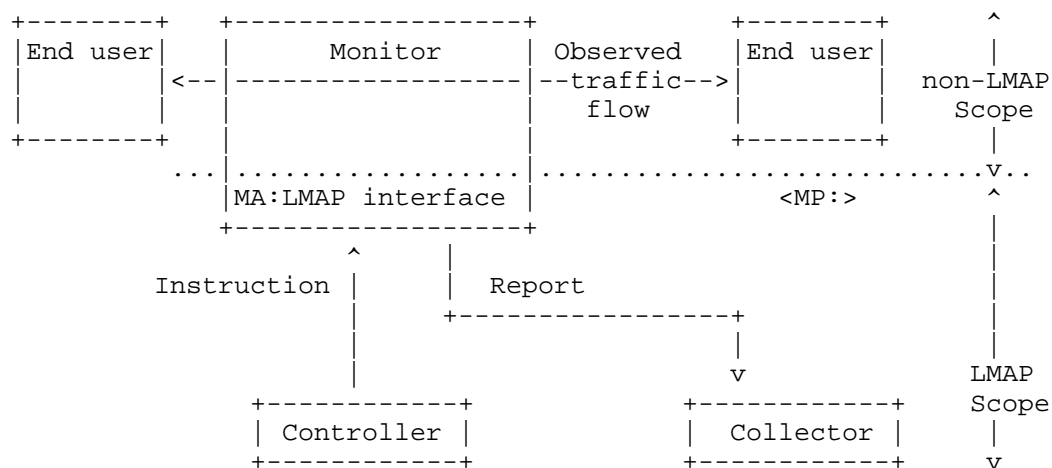 End user Monitor Observed End user
traffic non-LMAP
flow Scope
MA:LMAP interface <MP:>
Instruction Report
LMAP
Scope
Controller Collector